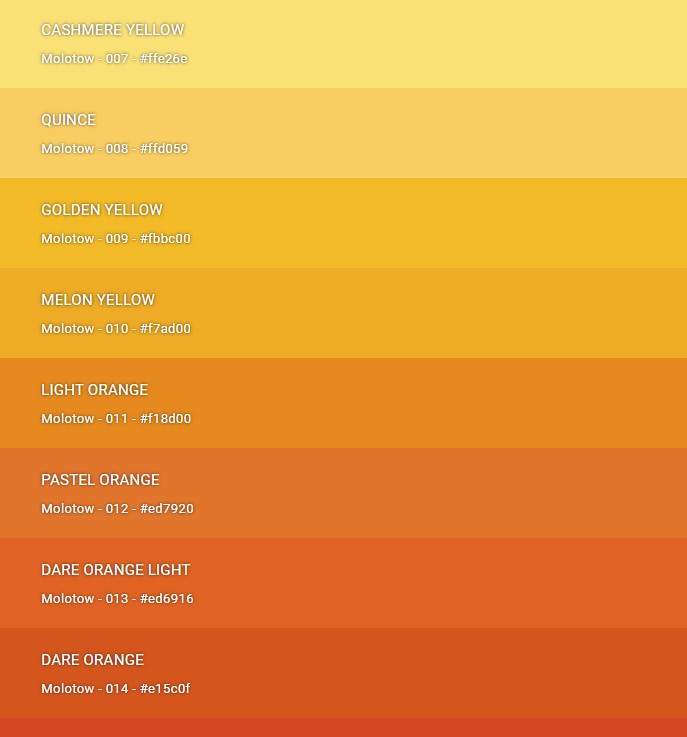 CASHMERE YELLOW
Molotow - 007 - #ffe26e
QUINCE
Molotow - 008 - #ffd059
GOLDEN YELLOW
Molotow - 009 - #fbbc00
MELON YELLOW
Molotow - 010 - #f7ad00
LIGHT ORANGE
Molotow - 011 - #f18d00
PASTEL ORANGE
Molotow - 012 - #ed7920
DARE ORANGE LIGHT
Molotow - 013 - #ed6916
DARE ORANGE
Molotow - 014 - #e15c0f